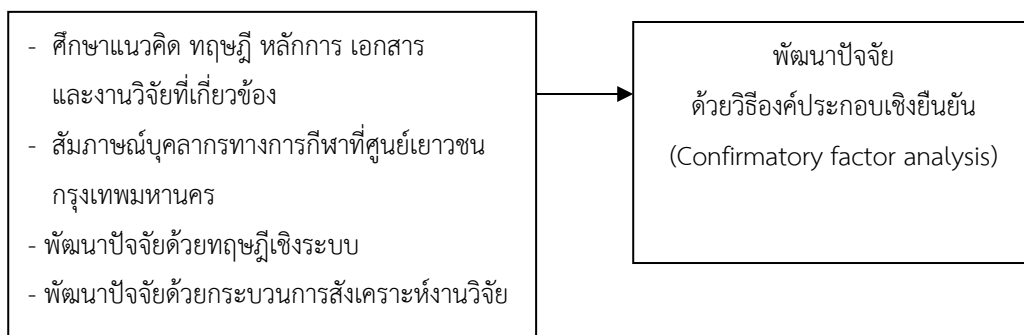 - ศึกษาแนวคิด ทฤษฎี หลักการ เอกสาร
และงานวิจัยที่เกี่ยวข้อง
- สัมภาษณ์บุคลากรทางการกีฬาที่ศูนย์เยาวชน
กรุงเทพมหานคร
- พัฒนาปัจจัยด้วยทฤษฎีเชิงระบบ
- พัฒนาปัจจัยด้วยกระบวนการสังเคราะห์งานวิจัย
พัฒนาปัจจัย
ด้วยวิธีองค์ประกอบเชิงยืนยัน
(Confirmatory factor analysis)